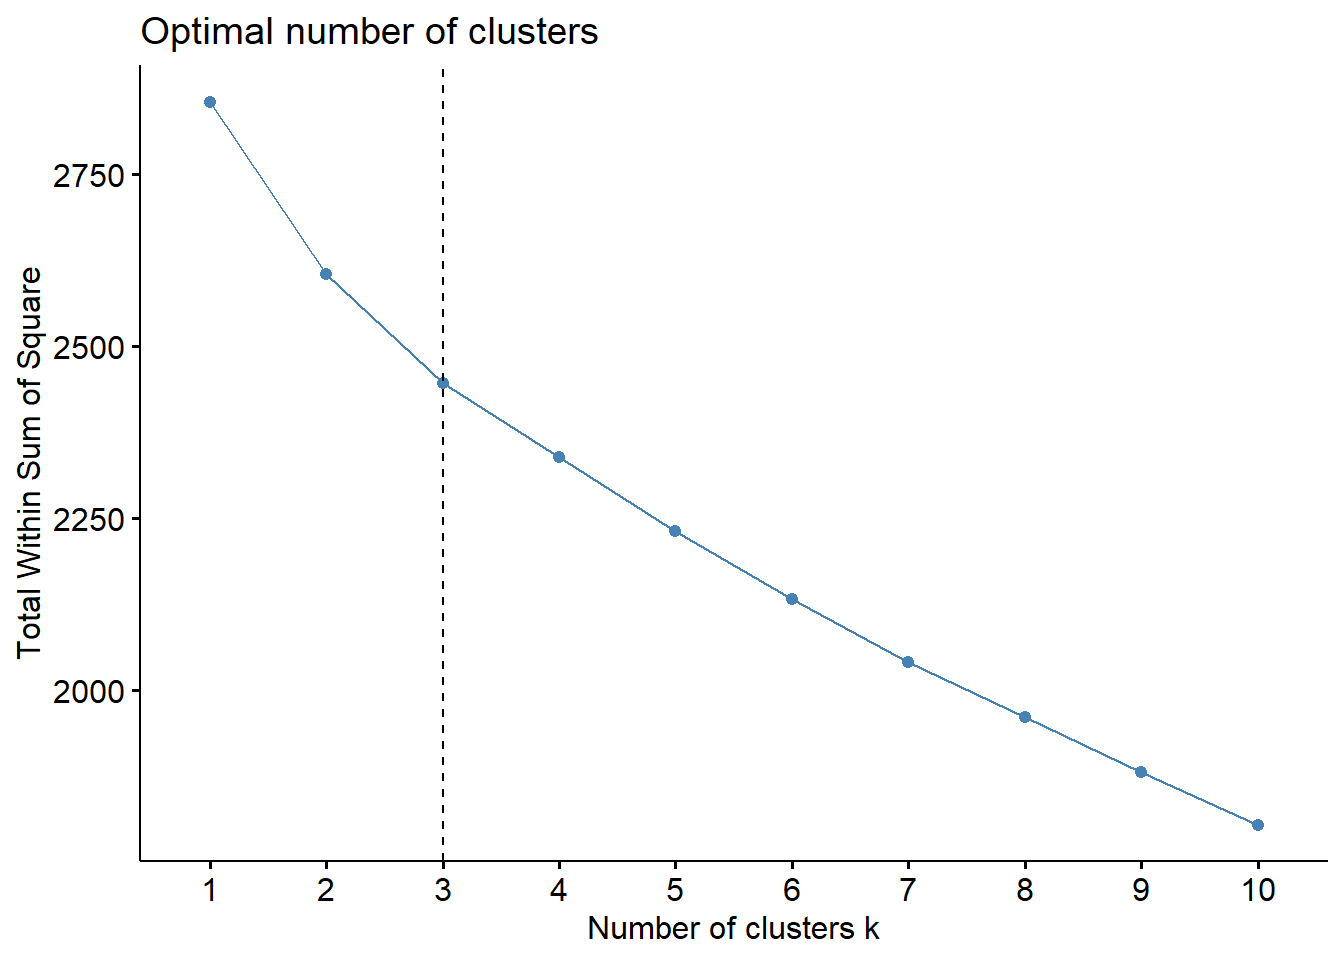 Optimal number of clusters
Total Within Sum of Square
2750
2500
2250
2000
1 2 3 4 5 6 7 8 9 10
Number of clusters k